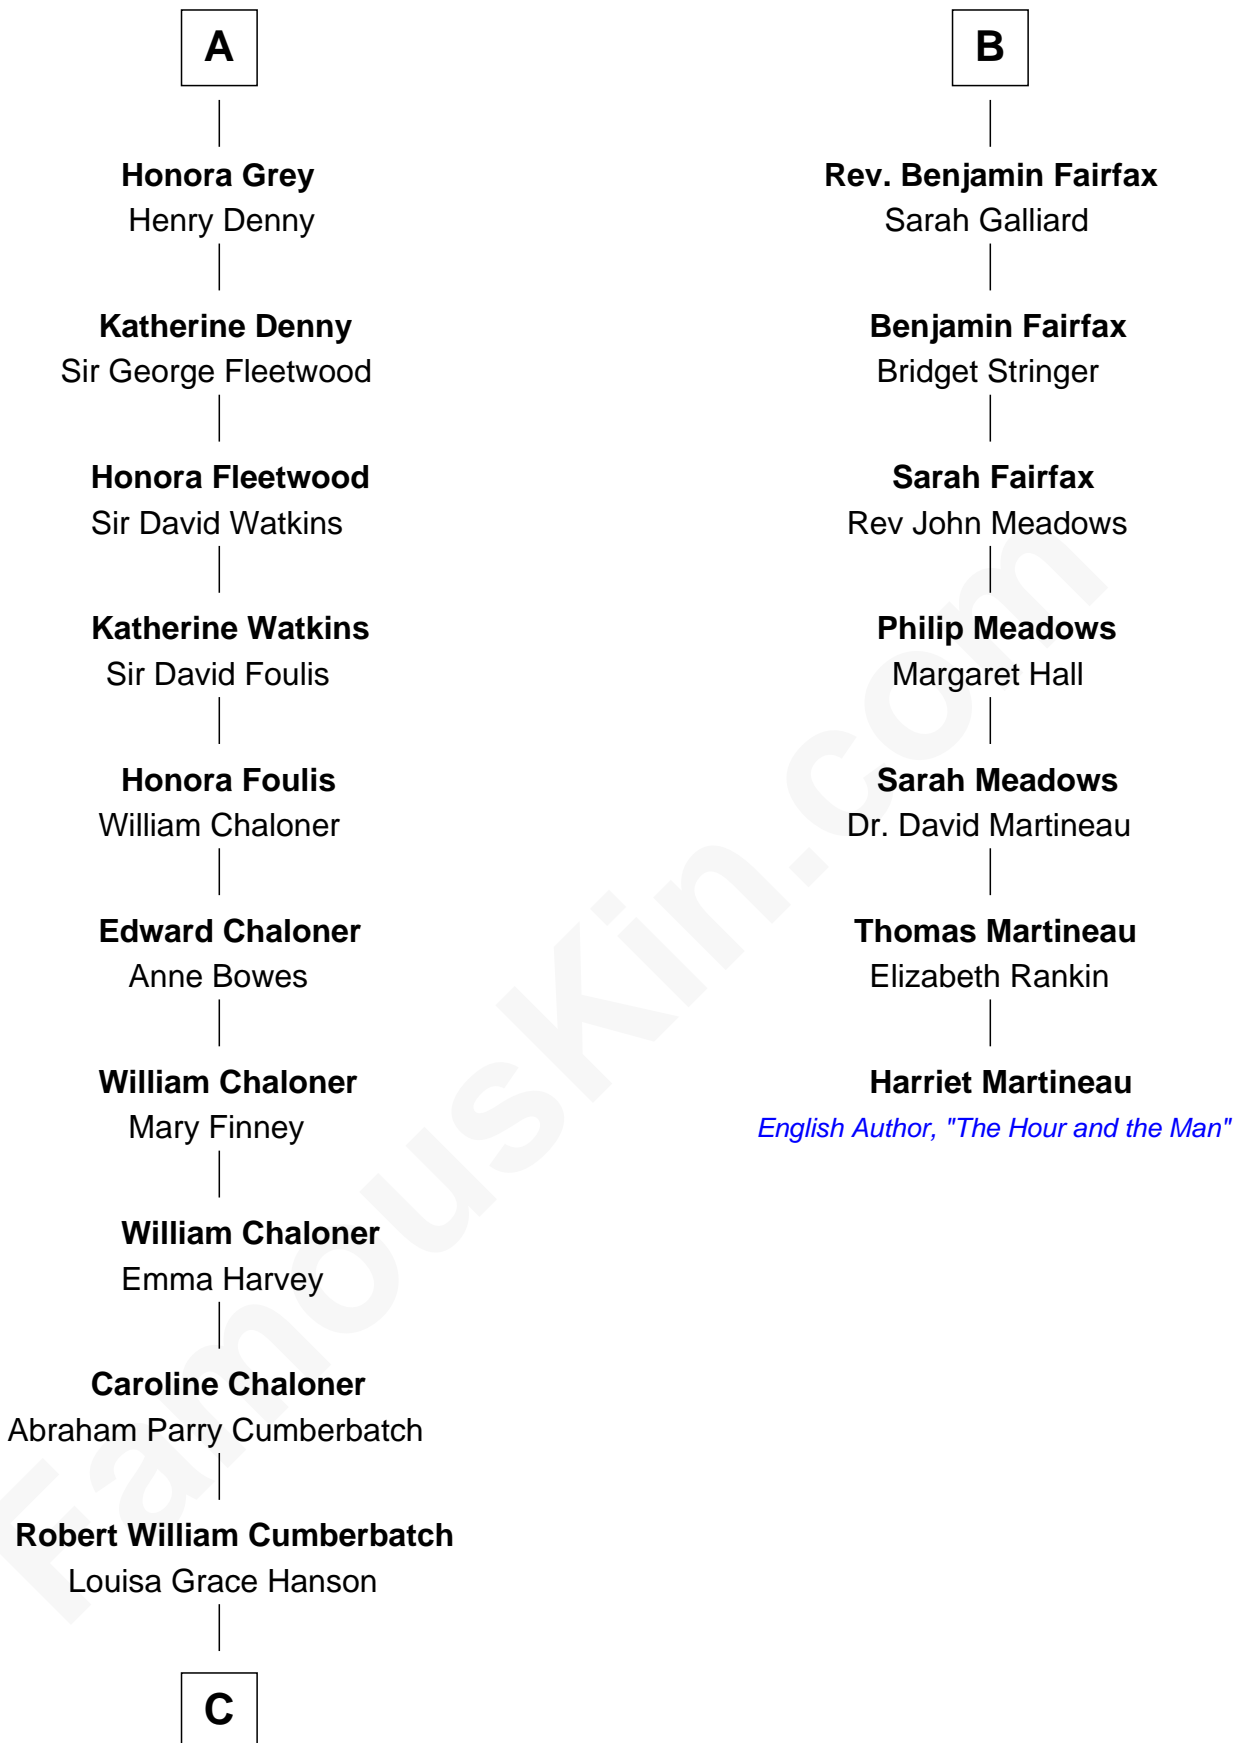 A
Honora Grey
Henry Denny
Katherine Denny
Sir George Fleetwood
Honora Fleetwood
Sir David Watkins
Katherine Watkins
Sir David Foulis
Honora Foulis
William Chaloner
Edward Chaloner
Anne Bowes
William Chaloner
Mary Finney
William Chaloner
Emma Harvey
Caroline Chaloner
Abraham Parry Cumberbatch
Robert William Cumberbatch
Louisa Grace Hanson
C
B
Rev. Benjamin Fairfax
Sarah Galliard
Benjamin Fairfax
Bridget Stringer
Sarah Fairfax
Rev John Meadows
Philip Meadows
Margaret Hall
Sarah Meadows
Dr. David Martineau
Thomas Martineau
Elizabeth Rankin
Harriet Martineau
English Author, "The Hour and the Man"
FamousKin.com